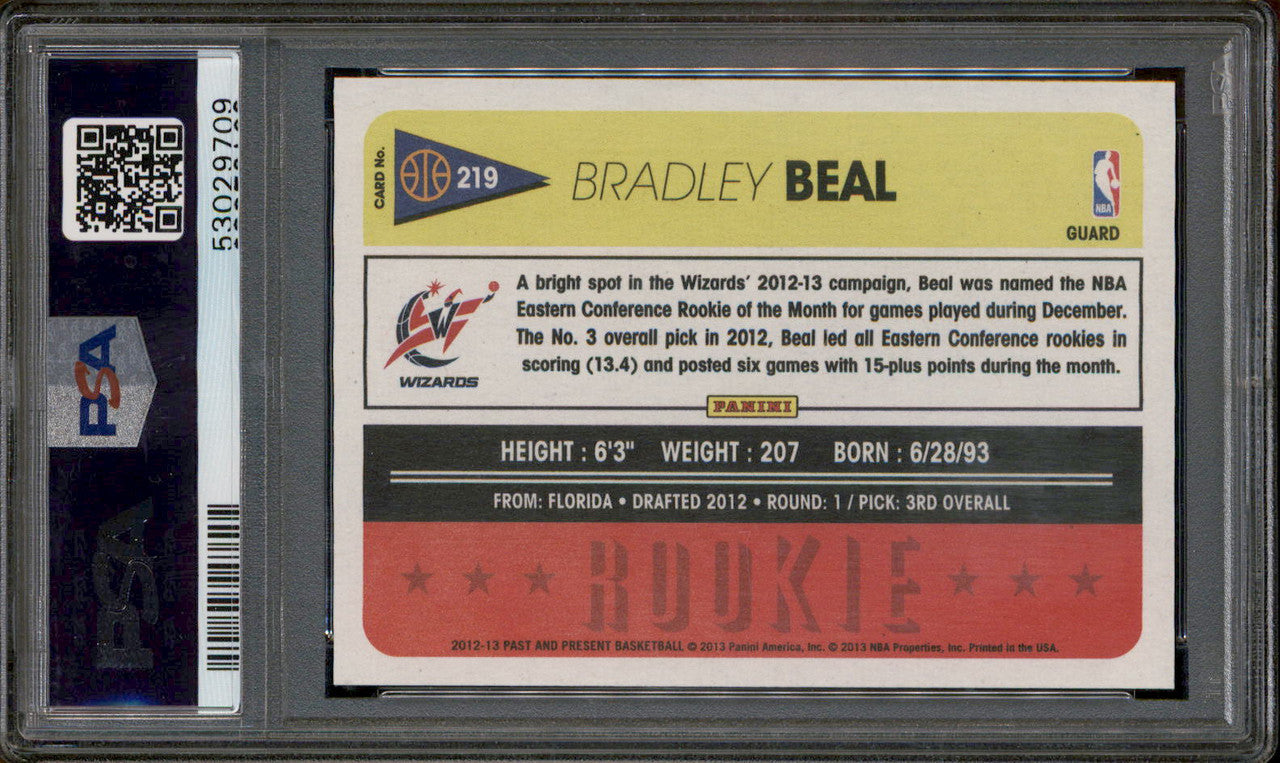 53029709
PSA
PSA
CARD No.
219
BRADLEY BEAL
NBA
GUARD
W
WIZARDS
A bright spot in the Wizards' 2012-13 campaign, Beal was named the NBA
Eastern Conference Rookie of the Month for games played during December.
The No. 3 overall pick in 2012, Beal led all Eastern Conference rookies in
scoring (13.4) and posted six games with 15-plus points during the month.
PANINI
HEIGHT : 6'3" WEIGHT : 207 BORN : 6/28/93
FROM: FLORIDA • DRAFTED 2012 • ROUND: 1 / PICK: 3RD OVERALL
ROOKIE
2012-13 PAST AND PRESENT BASKETBALL © 2013 Panini America, Inc. © 2013 NBA Properties, Inc. Printed in the USA.